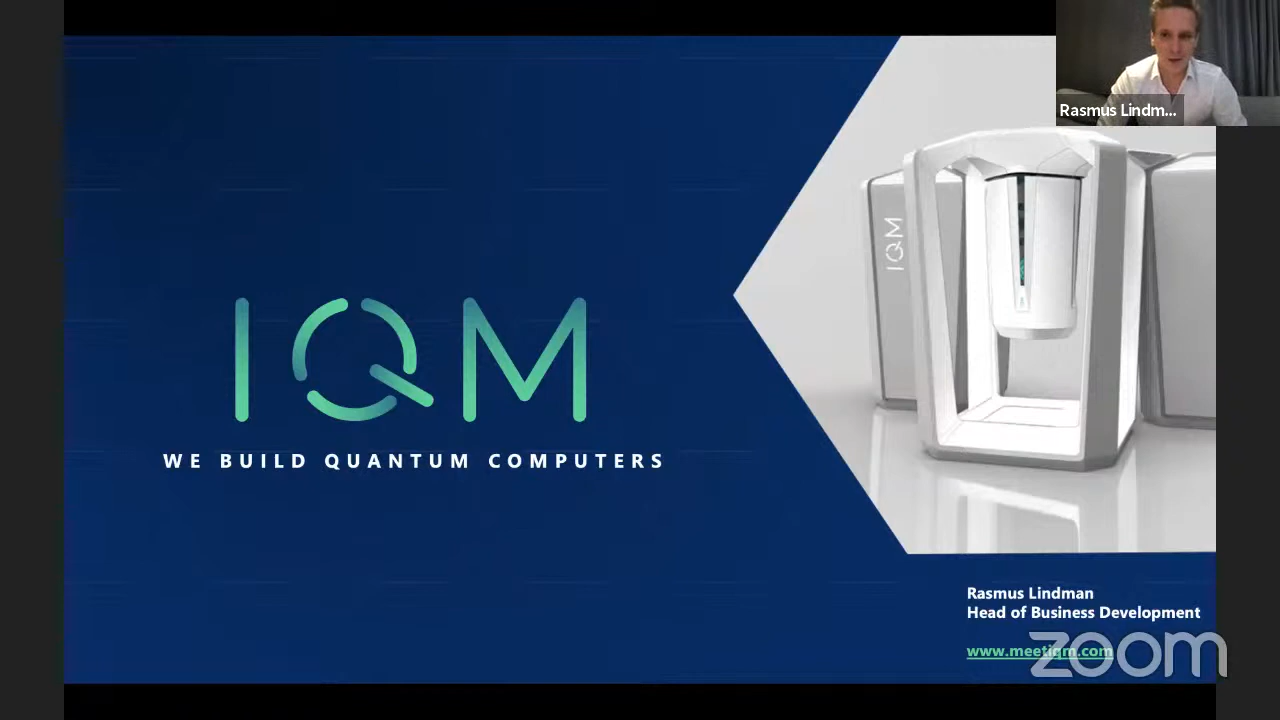 Rasmus Lindm...
IQM
IQM
WE BUILD QUANTUM COMPUTERS
Rasmus Lindman
Head of Business Development
www.meetiqm.com
zoom